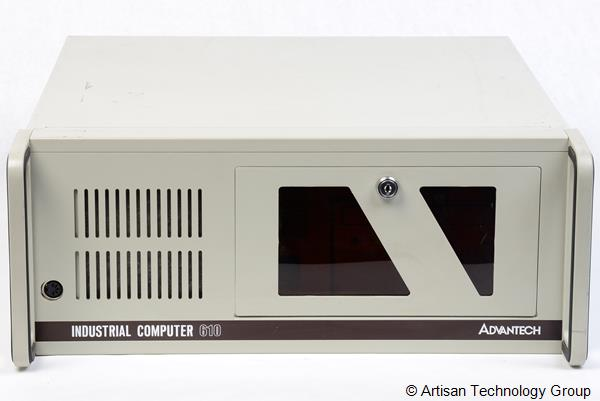 INDUSTRIAL COMPUTER 610
ADVANTECH
© Artisan Technology Group